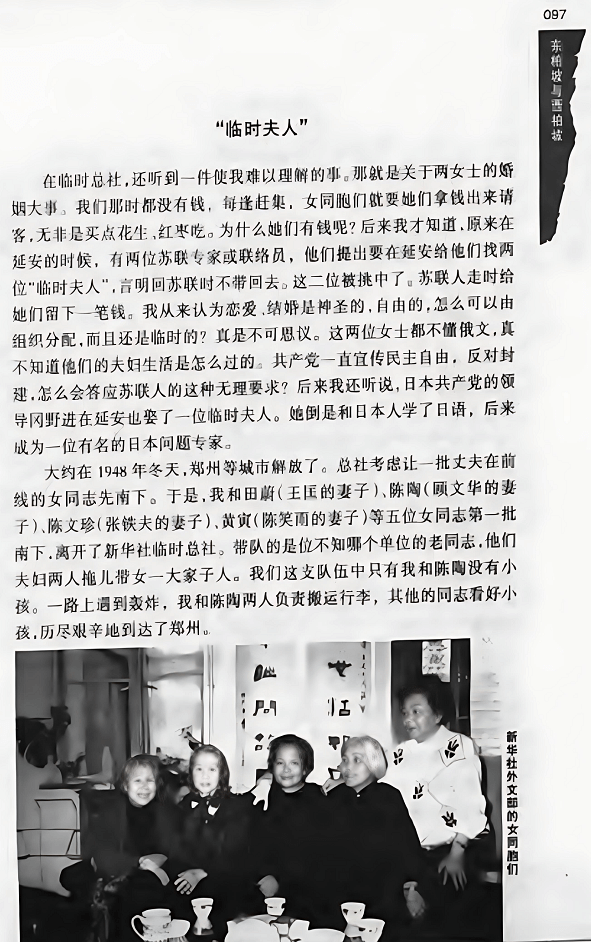 097
东柏坡与西柏坡
“临时夫人”
在临时总社，还听到一件使我难以理解的事。那就是关于两女士的婚
姻大事。我们那时都没有钱，每逢赶集，女同胞们就要她们拿钱出来请
客，无非是买点花生、红枣吃。为什么她们有钱呢？后来我才知道，原来在
延安的时候，有两位苏联专家或联络员，他们提出要在延安给他们找两
位“临时夫人”，言明回苏联时不带回去。这二位被挑中了。苏联人走时给
她们留下一笔钱。我从来认为恋爱、结婚是神圣的，自由的，怎么可以由
组织分配，而且还是临时的？真是不可思议。这两位女士都不懂俄文，真
不知道他们的夫妇生活是怎么过的。共产党一直宣传民主自由，反对封
建，怎么会答应苏联人的这种无理要求？后来我还听说，日本共产党的领
导冈野进在延安也娶了一位临时夫人。她倒是和日本人学了日语，后来
成为一位有名的日本问题专家。
大约在1948年冬天，郑州等城市解放了。总社考虑让一批丈夫在前
线的女同志先南下。于是，我和田蔚（王匡的妻子）、陈陶（顾文华的妻
子）、陈文珍（张铁夫的妻子）、黄寅（陈笑雨的妻子）等五位女同志第一批
南下，离开了新华社临时总社。带队的是位不知哪个单位的老同志，他们
夫妇两人拖儿带女一大家子人。我们这支队伍中只有我和陈陶没有小
孩。一路上遇到轰炸，我和陈陶两人负责搬运行李，其他的同志看好小
孩，历尽艰辛地到达了郑州。
新华社外文部的女同胞们